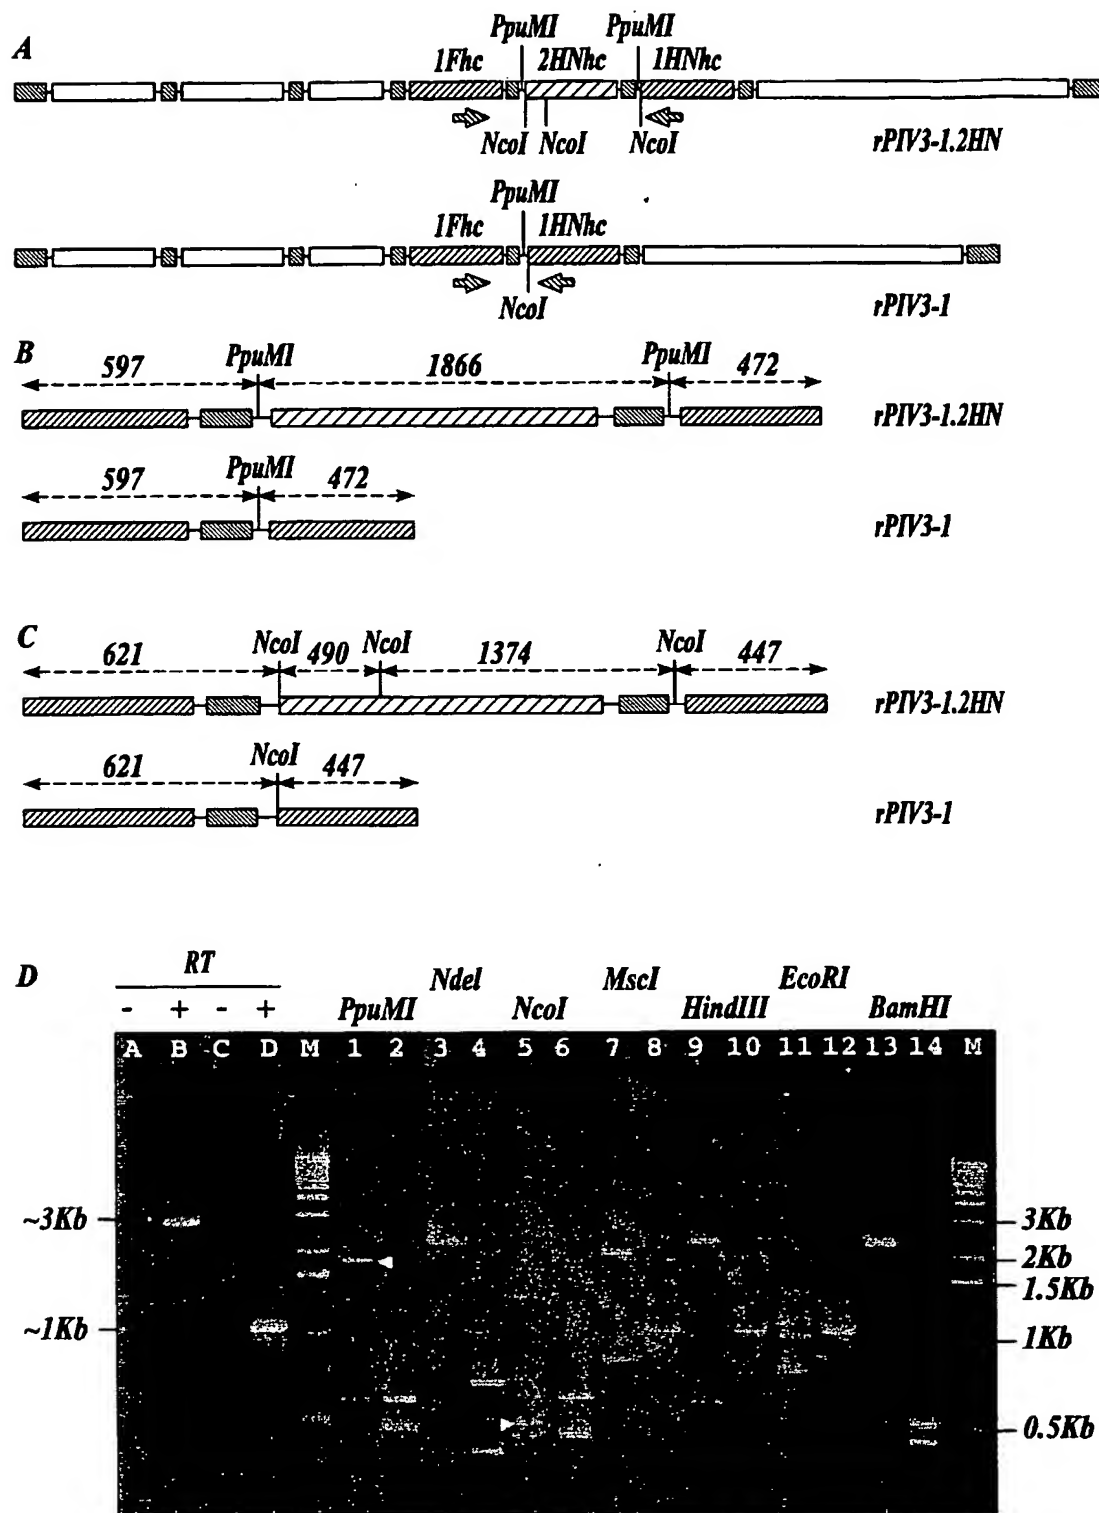 A
PpuMI PpuMI
1Fhc 2HNhc 1HNhc
NcoI NcoI NcoI
rPIV3-1.2HN
PpuMI
1Fhc 1HNhc
NcoI
rPIV3-1
B
597 PpuMI 1866 PpuMI 472
rPIV3-1.2HN
597 PpuMI 472
rPIV3-1
C
621 NcoI 490 NcoI 1374 NcoI 447
rPIV3-1.2HN
621 NcoI 447
rPIV3-1
D
RT
NdeI MscI EcoRI
- + - + PpuMI NcoI HindIII BamHI
A B C D M 1 2 3 4 5 6 7 8 9 10 11 12 13 14 M
~3Kb 3Kb
2Kb
1.5Kb
~1Kb 1Kb
0.5Kb